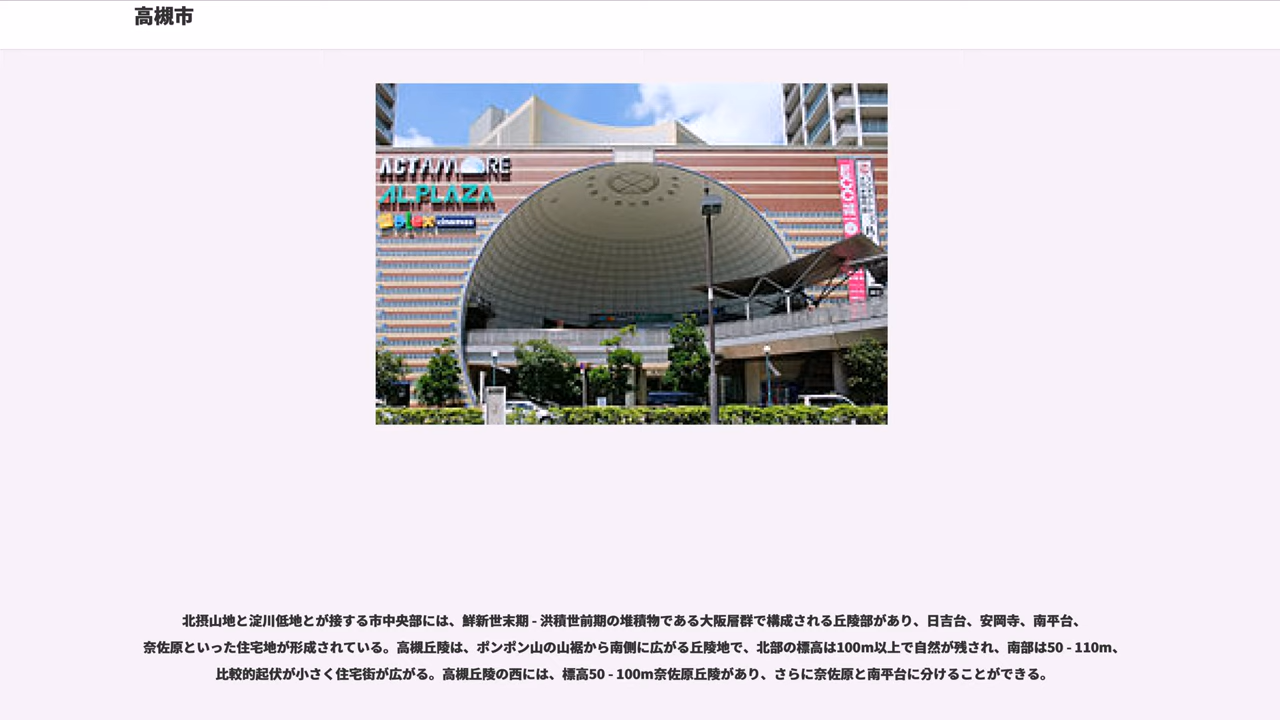 高槻市
ACTAMORE
ALPLAZA
cinemas
北摂山地と淀川低地とが接する市中央部には、鮮新世末期 - 洪積世前期の堆積物である大阪層群で構成される丘陵部があり、日吉台、安岡寺、南平台、
奈佐原といった住宅地が形成されている。高槻丘陵は、ポンポン山の山裾から南側に広がる丘陵地で、北部の標高は100m以上で自然が残され、南部は50 - 110m、
比較的起伏が小さく住宅街が広がる。高槻丘陵の西には、標高50 - 100m奈佐原丘陵があり、さらに奈佐原と南平台に分けることができる。